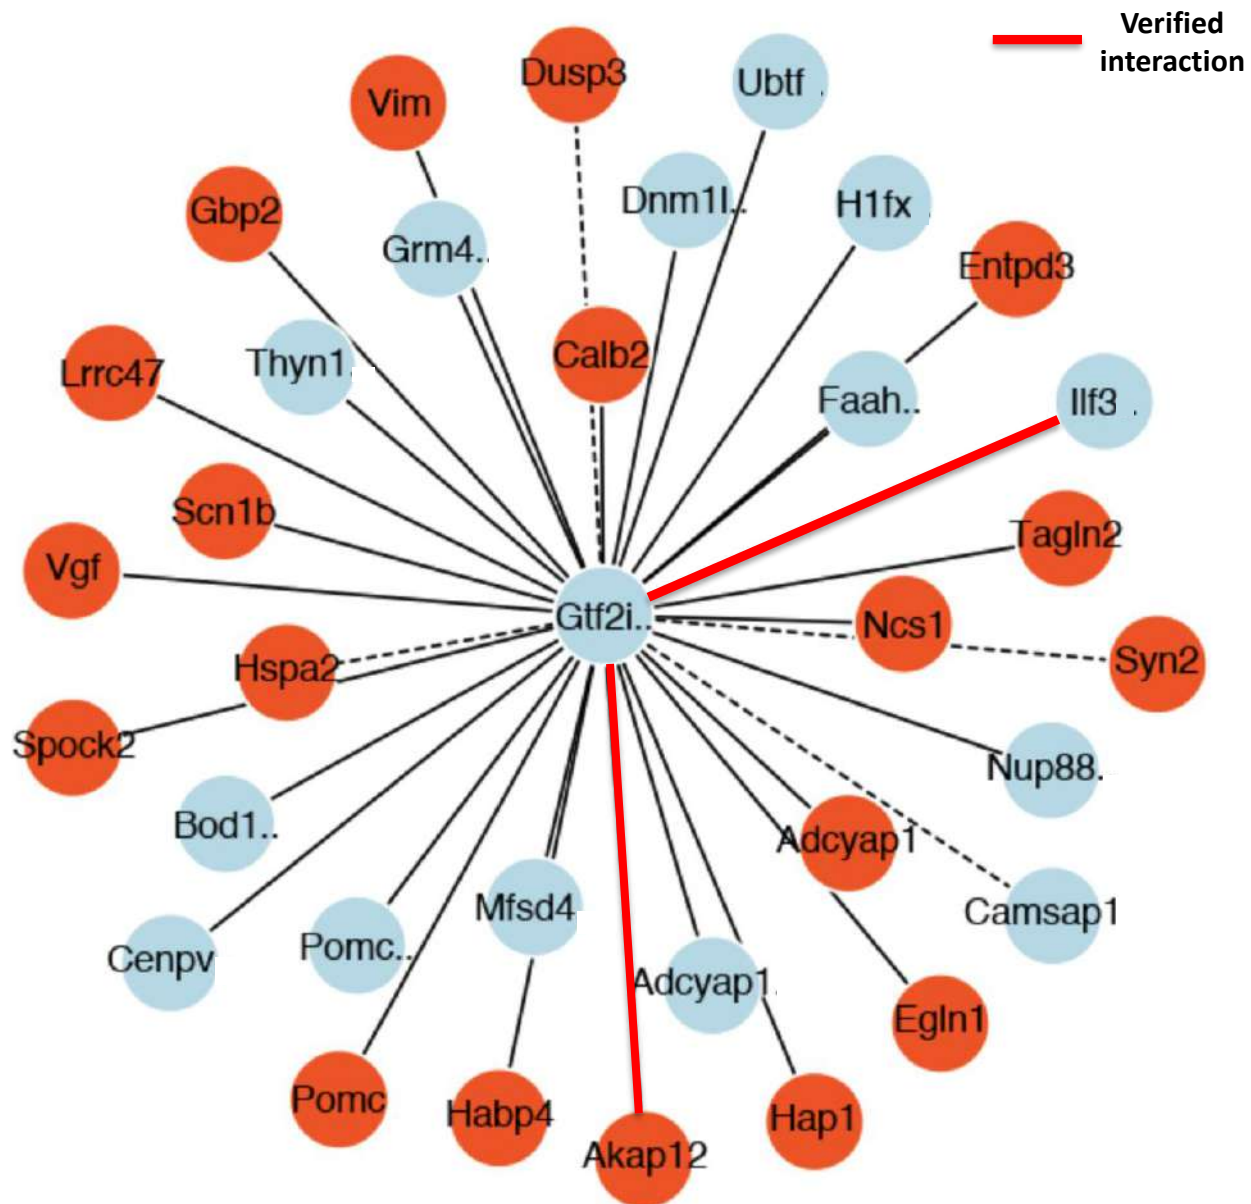 Verified
interaction
Dusp3
Ubtf .
Vim
Dnm1l..
H1fx .
Gbp2
Grm4..
Entpd3
Thyn1.
Calb2
Lrrc47
Faah..
Ilf3 .
Scn1b
Tagln2
Vgf
Gtf2i..
Ncs1
Hspa2
Syn2
Spock2
Nup88.
Bod1..
Adcyap1
Mfsd4
Camsap1
Cenpv
Pomc..
Adcyap1.
Egln1
Pomc
Habp4
Hap1
Akap12